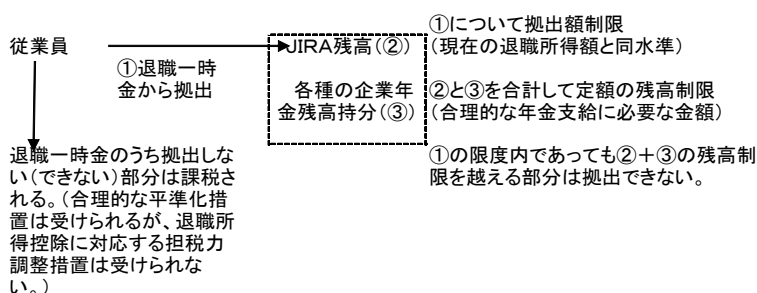 従業員
①退職一時
金から拠出
JIRA残高(②)
各種の企業年
金残高持分(③)
①について拠出額制限
(現在の退職所得額と同水準)
②と③を合計して定額の残高制限
(合理的な年金支給に必要な金額)
①の限度内であっても②+③の残高制
限を越える部分は拠出できない。
退職一時金のうち拠出しな
い(できない)部分は課税さ
れる。(合理的な平準化措
置は受けられるが、退職所
得控除に対応する担税力
調整措置は受けられな
い。)